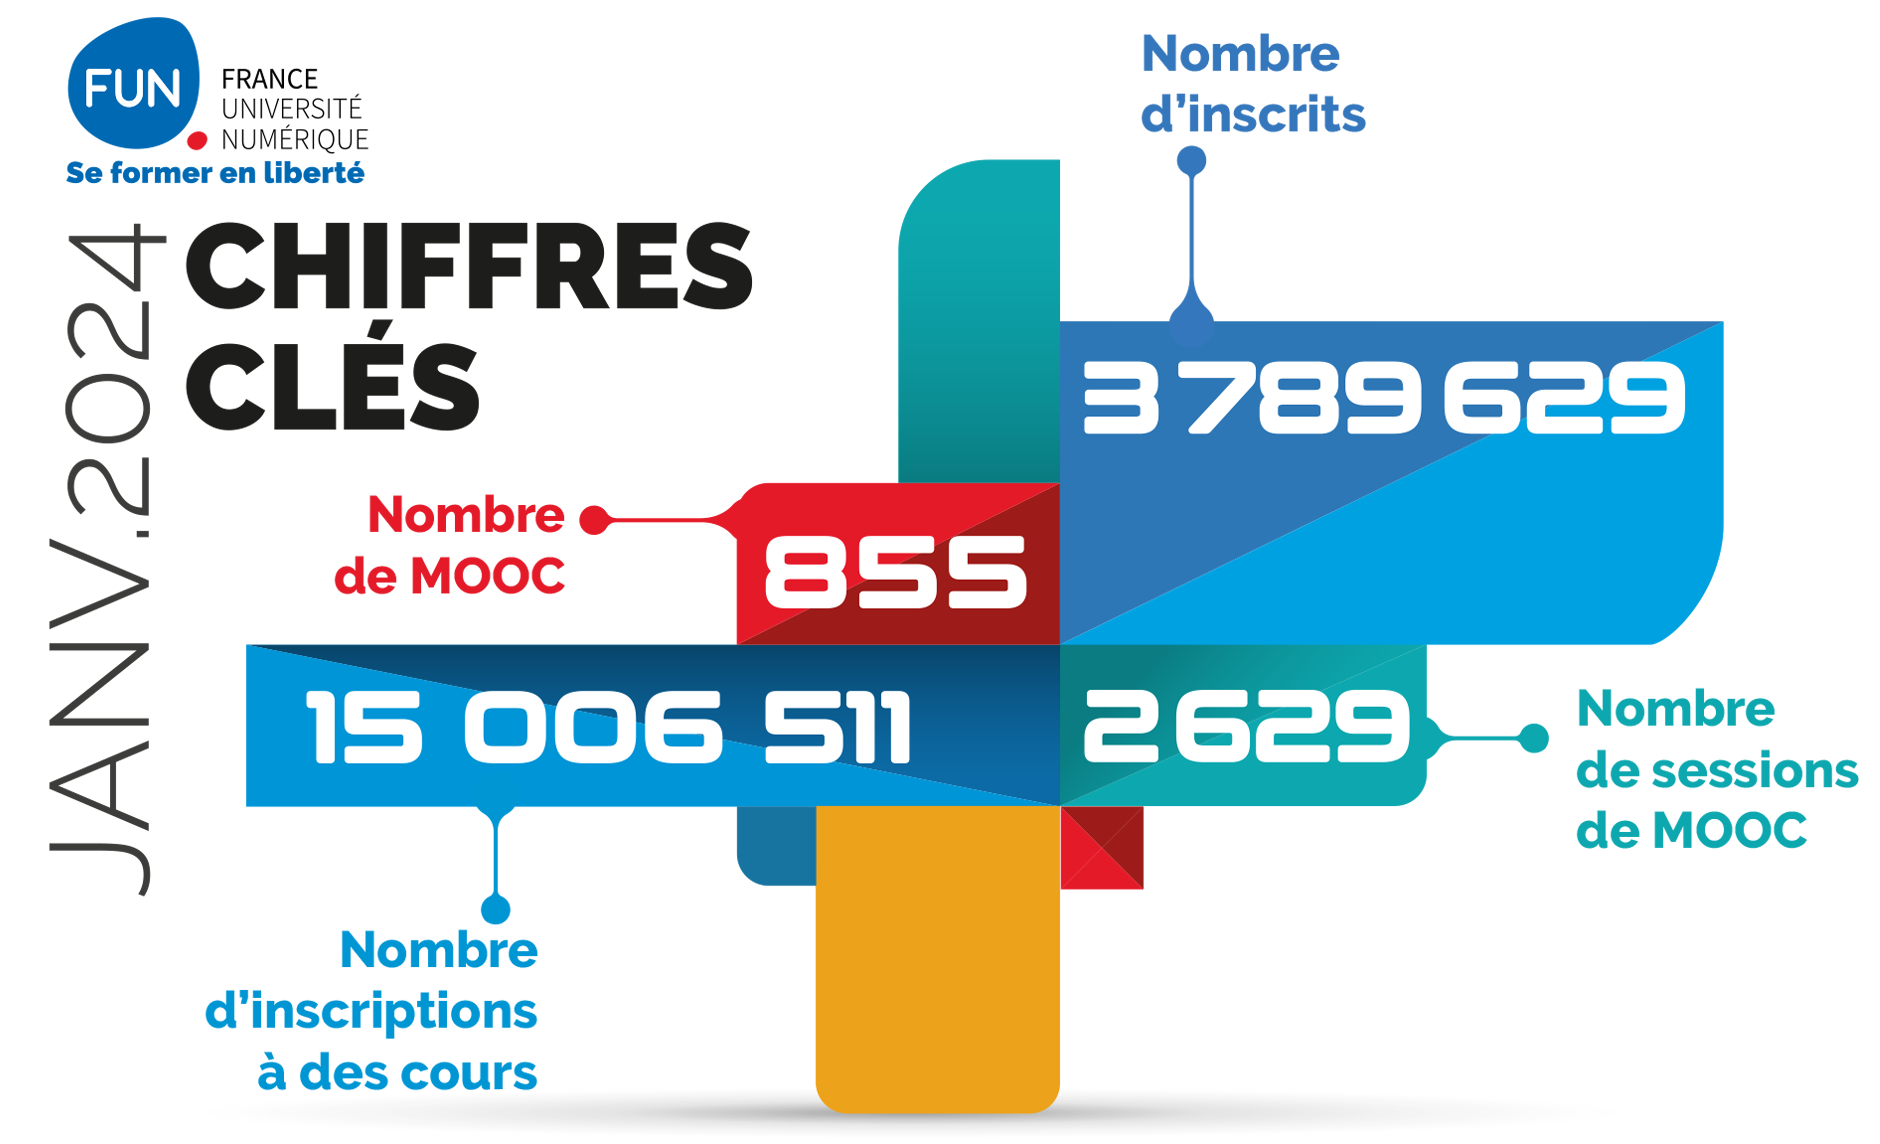 FUN
FRANCE
UNIVERSITÉ
NUMÉRIQUE
Se former en liberté
JANV.2024
CHIFFRES
CLÉS
Nombre
d’inscrits
3 789 629
Nombre
de MOOC
855
15 006 511
2 629
Nombre
de sessions
de MOOC
Nombre
d’inscriptions
à des cours